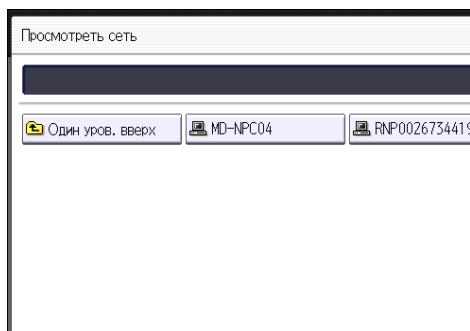 Просмотреть сеть
Один уров. вверх
MD-NPC04
RNP0026734419